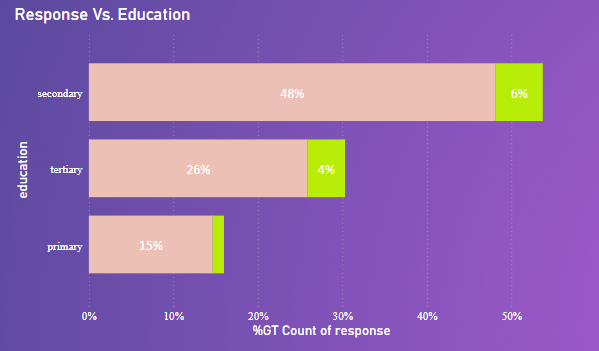 Response Vs. Education
secondary
48%
6%
tertiary
26%
4%
primary
15%
education
0% 10% 20% 30% 40% 50%
%GT Count of response